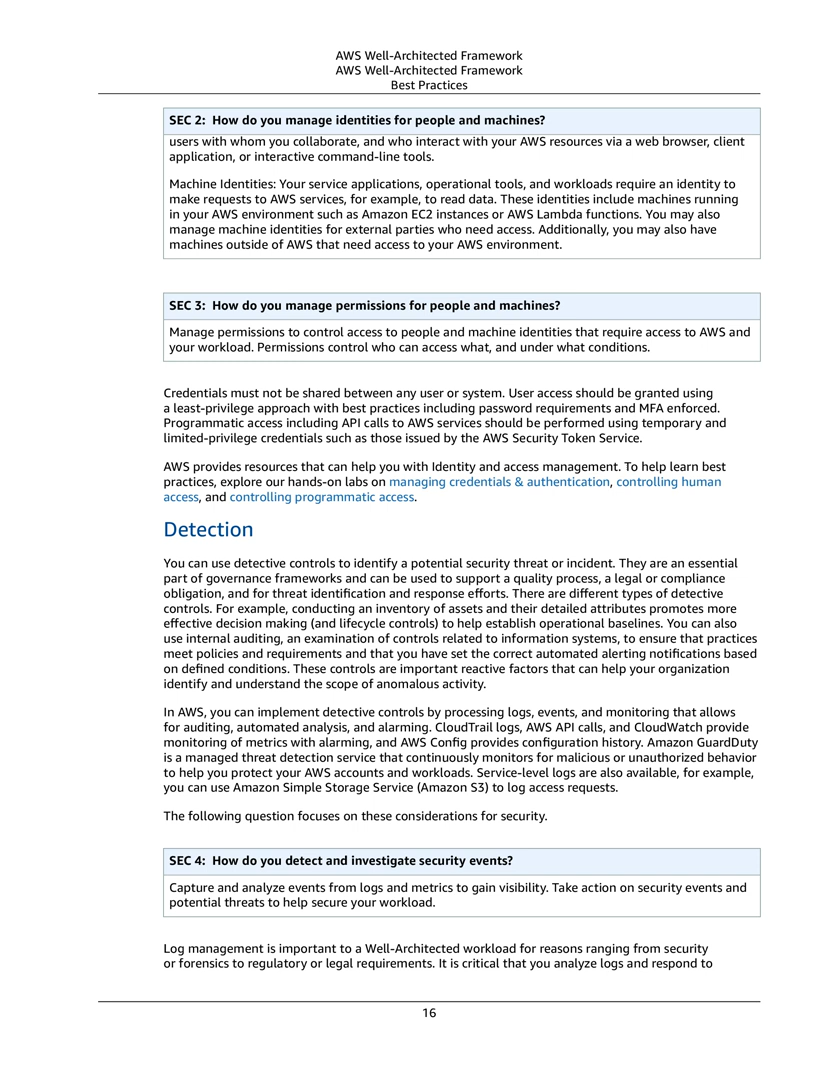 AWS Well-Architected Framework
AWS Well-Architected Framework
Best Practices
SEC 2:  How do you manage identities for people and machines?
users with whom you collaborate, and who interact with your AWS resources via a web browser, client
application, or interactive command-line tools.
Machine Identities: Your service applications, operational tools, and workloads require an identity to
make requests to AWS services, for example, to read data. These identities include machines running
in your AWS environment such as Amazon EC2 instances or AWS Lambda functions. You may also
manage machine identities for external parties who need access. Additionally, you may also have
machines outside of AWS that need access to your AWS environment.
SEC 3:  How do you manage permissions for people and machines?
Manage permissions to control access to people and machine identities that require access to AWS and
your workload. Permissions control who can access what, and under what conditions.
Credentials must not be shared between any user or system. User access should be granted using
a least-privilege approach with best practices including password requirements and MFA enforced.
Programmatic access including API calls to AWS services should be performed using temporary and
limited-privilege credentials such as those issued by the AWS Security Token Service.
AWS provides resources that can help you with Identity and access management. To help learn best
practices, explore our hands-on labs on managing credentials & authentication, controlling human
access, and controlling programmatic access.
Detection
You can use detective controls to identify a potential security threat or incident. They are an essential
part of governance frameworks and can be used to support a quality process, a legal or compliance
obligation, and for threat identification and response efforts. There are different types of detective
controls. For example, conducting an inventory of assets and their detailed attributes promotes more
effective decision making (and lifecycle controls) to help establish operational baselines. You can also
use internal auditing, an examination of controls related to information systems, to ensure that practices
meet policies and requirements and that you have set the correct automated alerting notifications based
on defined conditions. These controls are important reactive factors that can help your organization
identify and understand the scope of anomalous activity.
In AWS, you can implement detective controls by processing logs, events, and monitoring that allows
for auditing, automated analysis, and alarming. CloudTrail logs, AWS API calls, and CloudWatch provide
monitoring of metrics with alarming, and AWS Config provides configuration history. Amazon GuardDuty
is a managed threat detection service that continuously monitors for malicious or unauthorized behavior
to help you protect your AWS accounts and workloads. Service-level logs are also available, for example,
you can use Amazon Simple Storage Service (Amazon S3) to log access requests.
The following question focuses on these considerations for security.
SEC 4:  How do you detect and investigate security events?
Capture and analyze events from logs and metrics to gain visibility. Take action on security events and
potential threats to help secure your workload.
Log management is important to a Well-Architected workload for reasons ranging from security
or forensics to regulatory or legal requirements. It is critical that you analyze logs and respond to
16